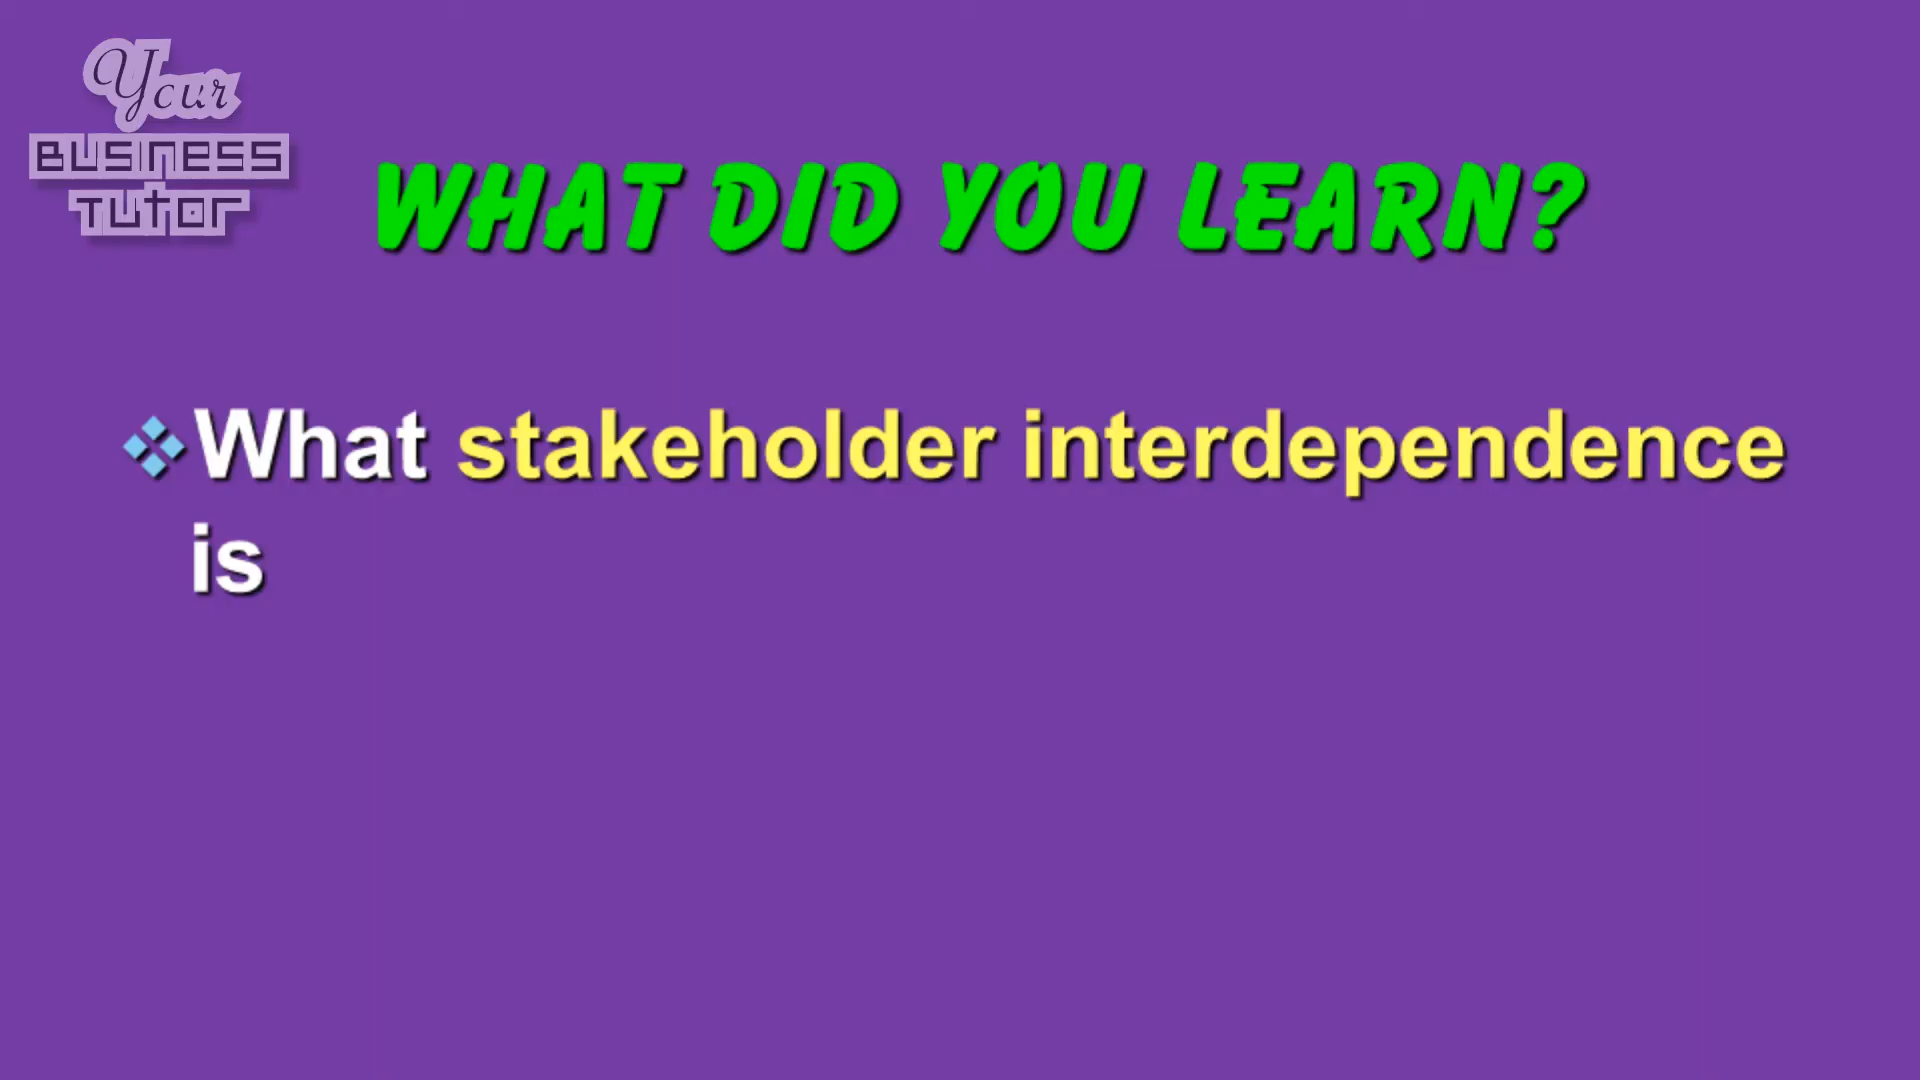 Your
BUSINESS
TUTOR
WHAT DID YOU LEARN?
What stakeholder interdependence
is